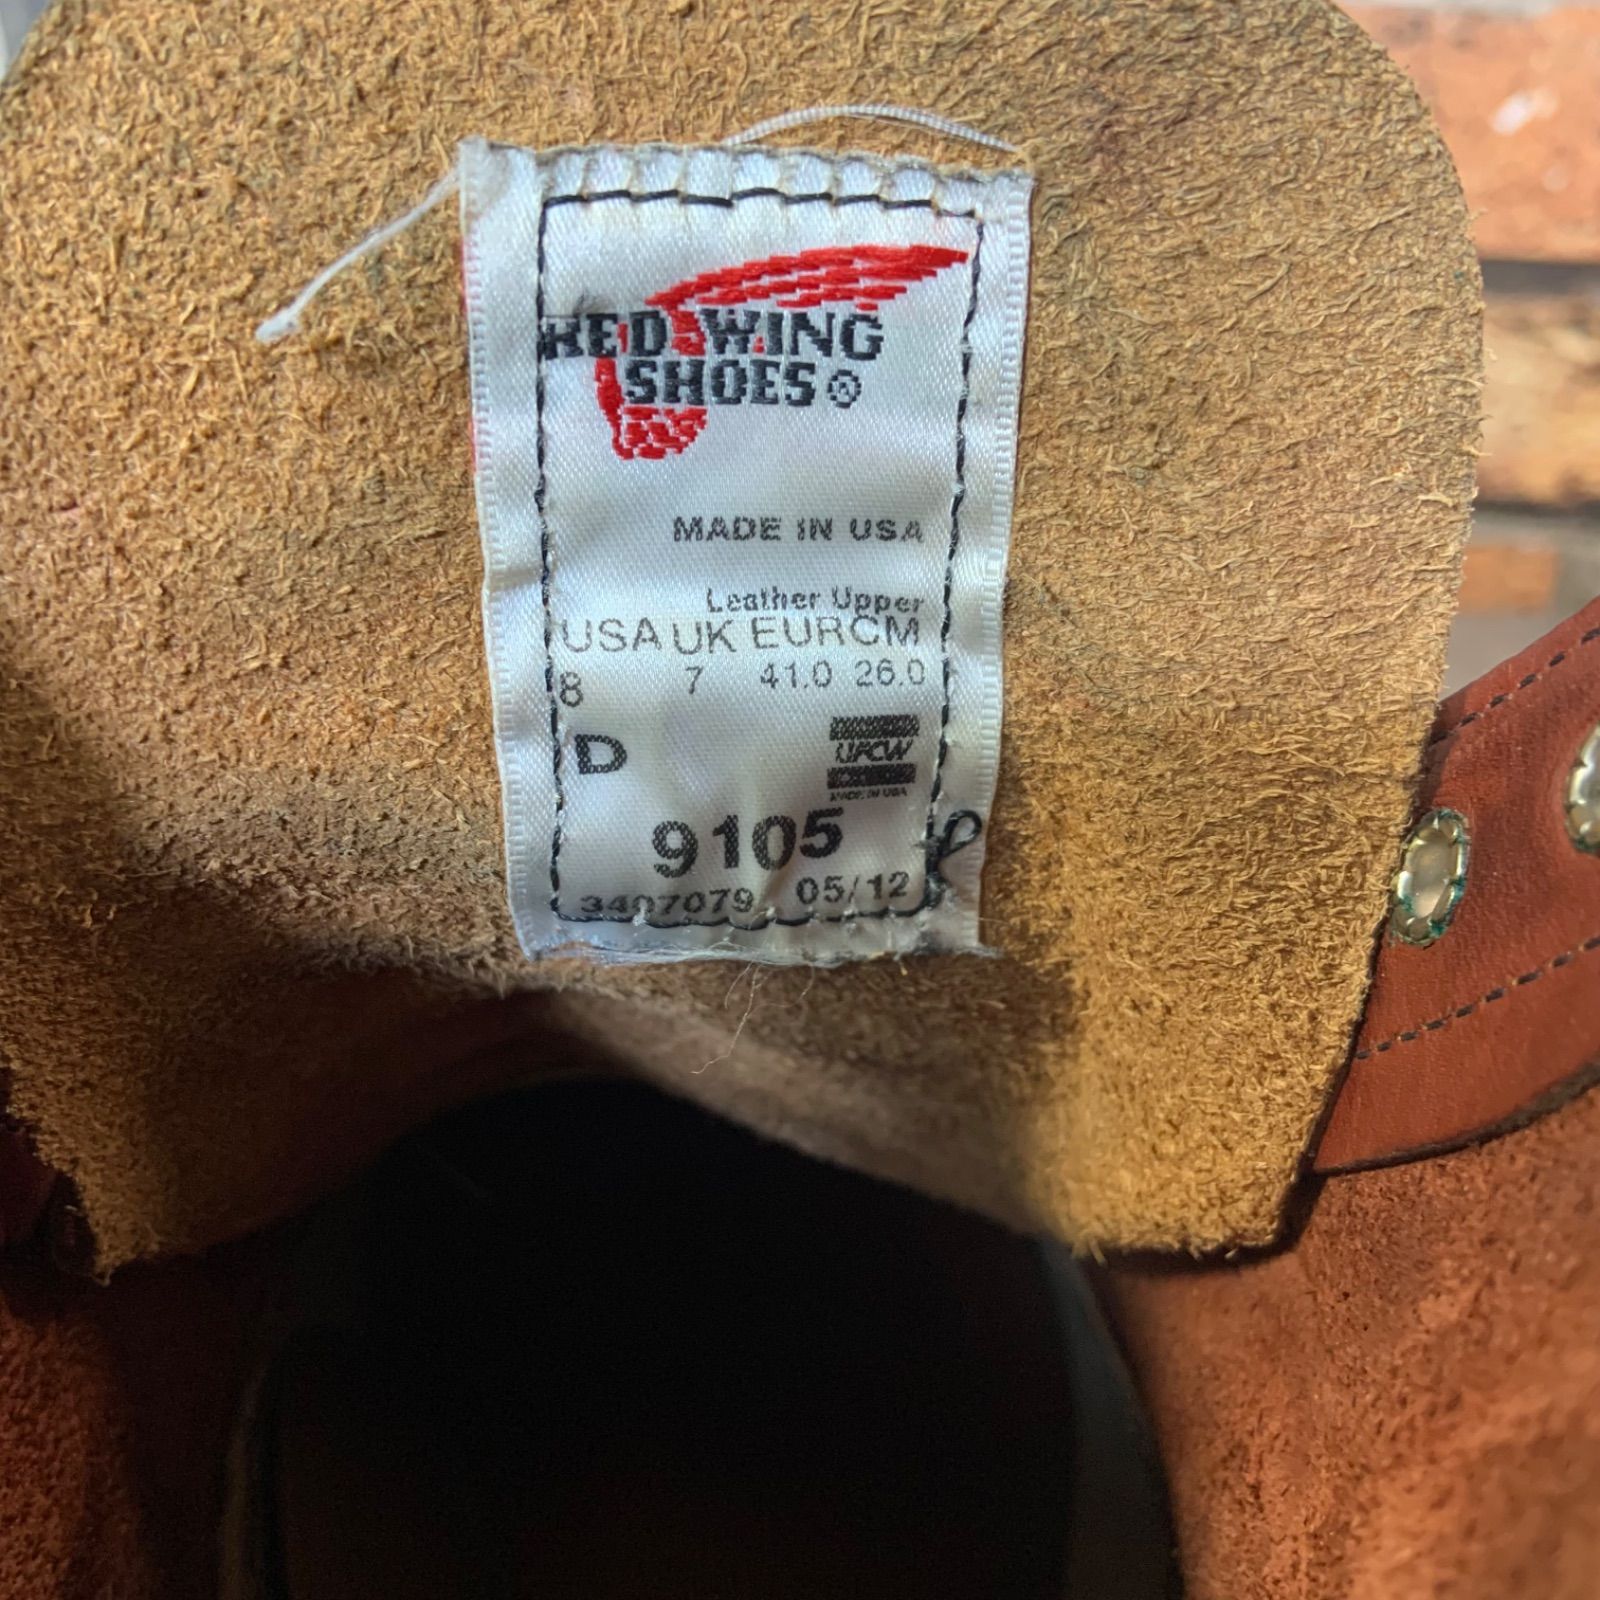 RED WING
SHOES ®
MADE IN USA
Leather Upper
USA UK EUR CM
8 7 41.0 26.0
D
UFCW
MADE IN USA
9105
3407079 05/12